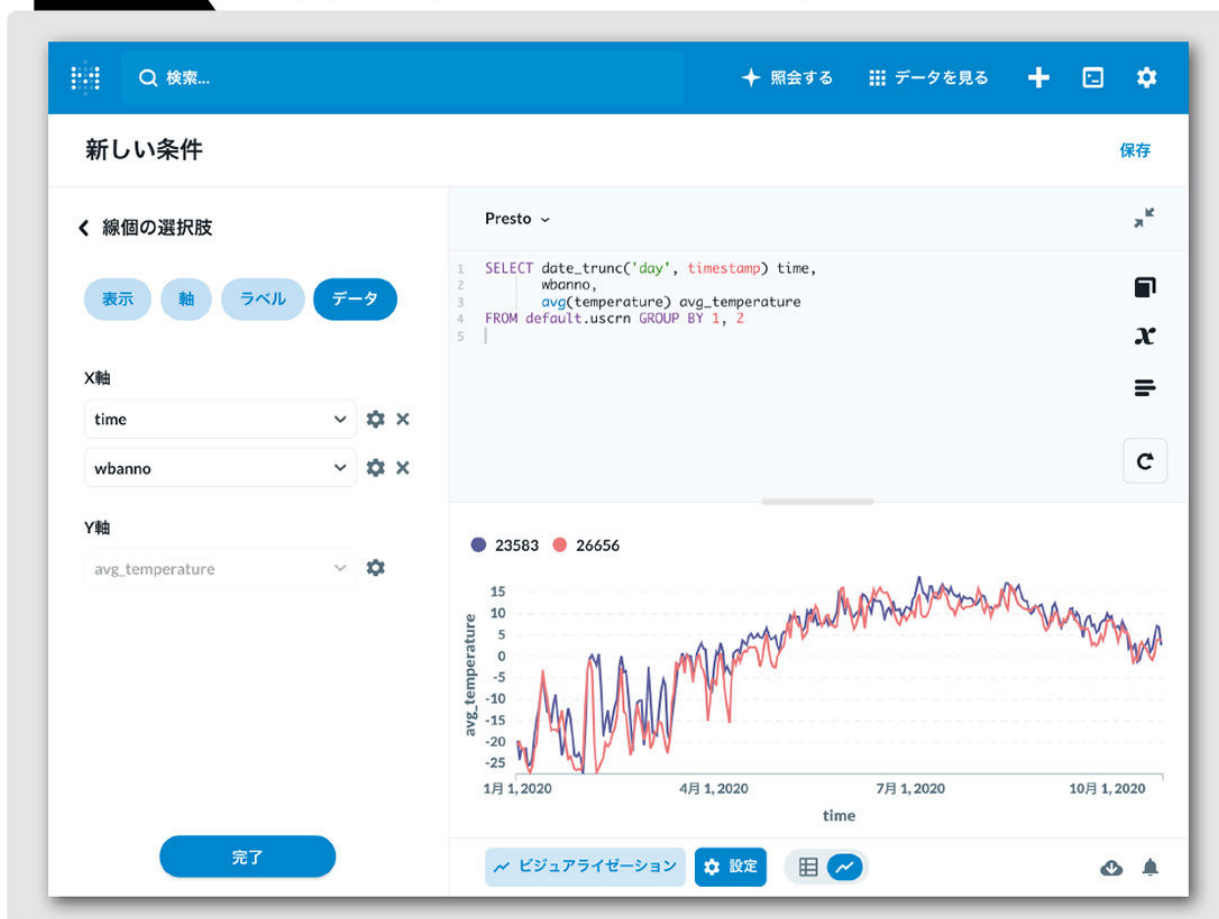 検索...
照会する
データを見る
新しい条件
保存
線個の選択肢
表示
軸
ラベル
データ
X軸
time
wbanno
Y軸
avg_temperature
完了
Presto
1 SELECT date_trunc('day', timestamp) time,
2 wbanno,
3 avg(temperature) avg_temperature
4 FROM default.uscrn GROUP BY 1, 2
5
23583
26656
avg_temperature
15
10
5
0
-5
-10
-15
-20
-25
1月 1, 2020
4月 1, 2020
7月 1, 2020
10月 1, 2020
time
ビジュアライゼーション
設定